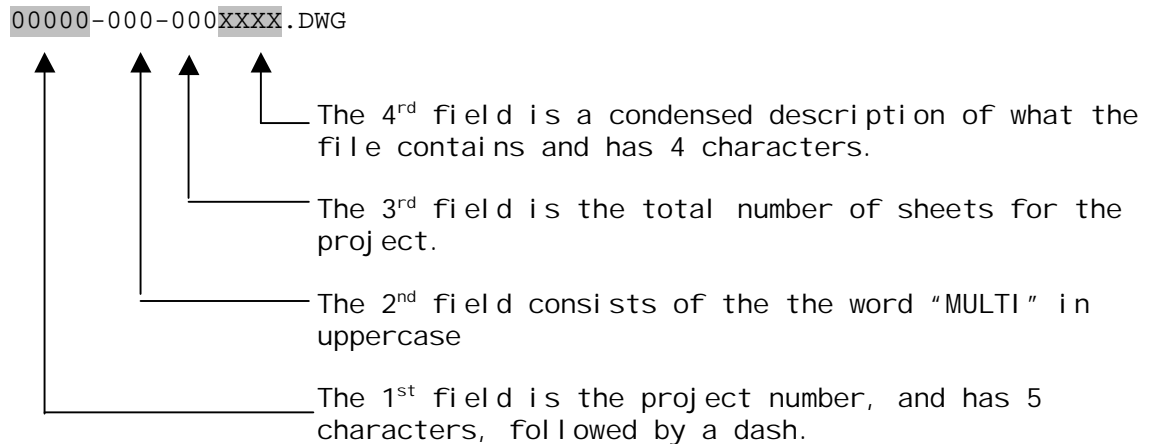 00000-000-000XXXX.DWG
The 4rd field is a condensed description of what the
file contains and has 4 characters.
The 3rd field is the total number of sheets for the
project.
The 2nd field consists of the the word “MULTI” in
uppercase
The 1st field is the project number, and has 5
characters, followed by a dash.